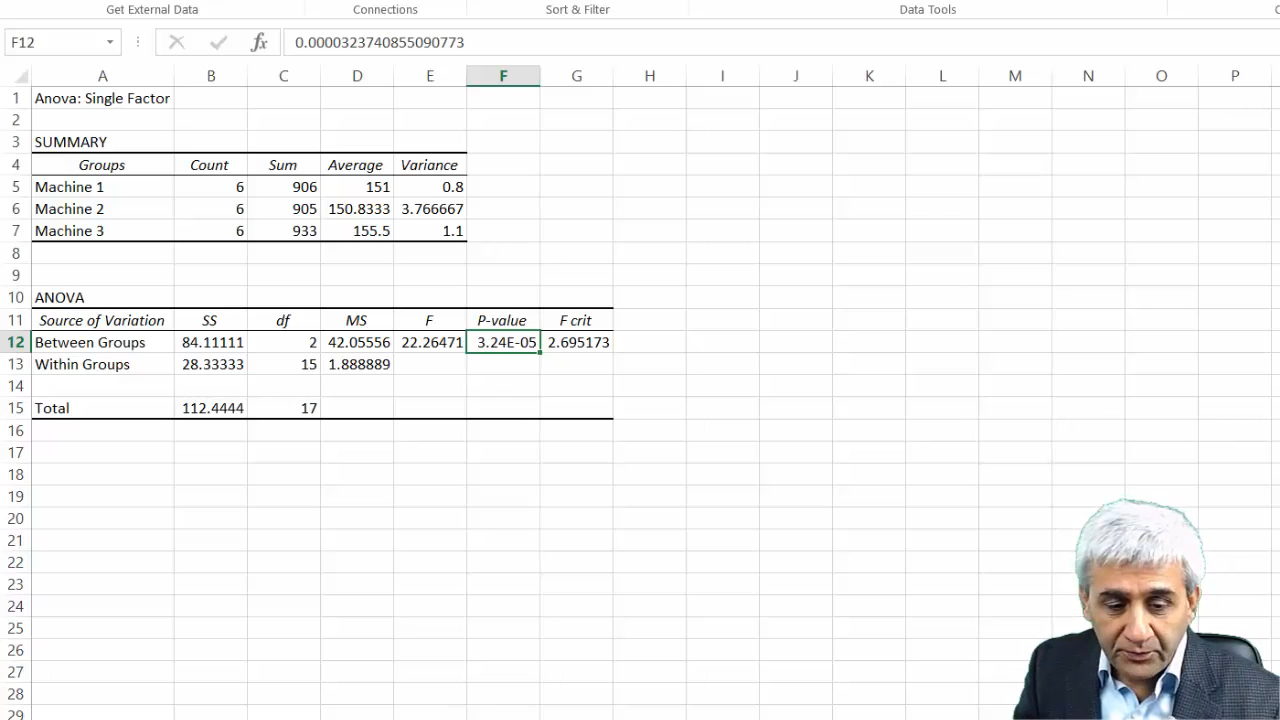 Get External Data Connections Sort & Filter Data Tools
F12 fx 0.0000323740855090773
A B C D E F G H I J K L M N O P
1 Anova: Single Factor
2
3 SUMMARY
4 Groups Count Sum Average Variance
5 Machine 1 6 906 151 0.8
6 Machine 2 6 905 150.8333 3.766667
7 Machine 3 6 933 155.5 1.1
8
9
10 ANOVA
11 Source of Variation SS df MS F P-value F crit
12 Between Groups 84.11111 2 42.05556 22.26471 3.24E-05 2.695173
13 Within Groups 28.33333 15 1.888889
14
15 Total 112.4444 17
16
17
18
19
20
21
22
23
24
25
26
27
28
29